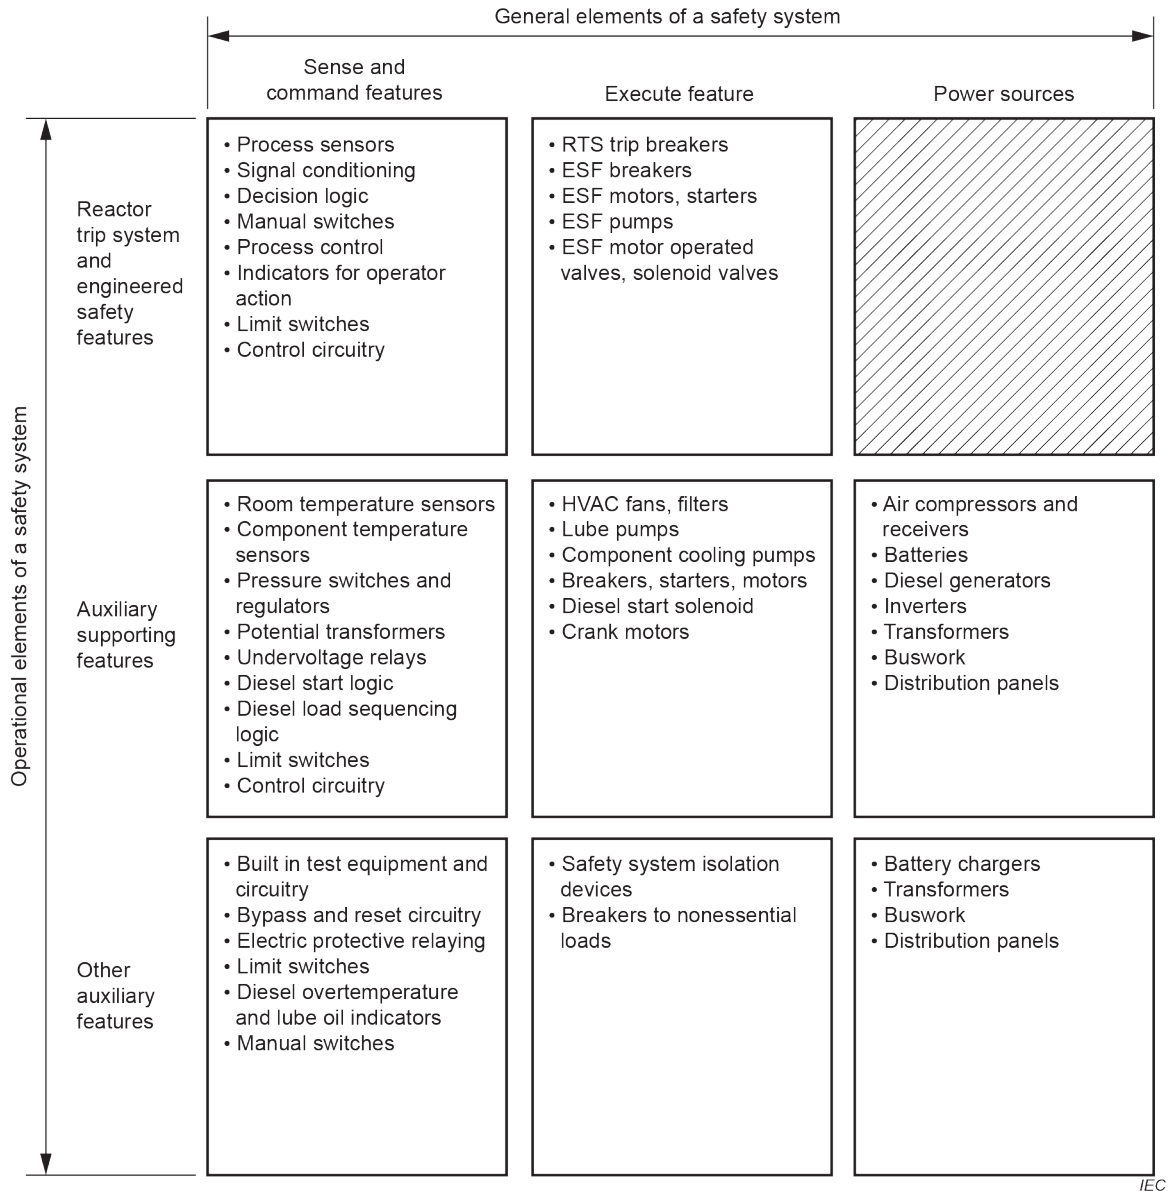 General elements of a safety system
Sense and
command features
Execute feature
Power sources
Operational elements of a safety system
Reactor
trip system
and
engineered
safety
features
• Process sensors
• Signal conditioning
• Decision logic
• Manual switches
• Process control
• Indicators for operator
action
• Limit switches
• Control circuitry
• RTS trip breakers
• ESF breakers
• ESF motors, starters
• ESF pumps
• ESF motor operated
valves, solenoid valves
Auxiliary
supporting
features
• Room temperature sensors
• Component temperature
sensors
• Pressure switches and
regulators
• Potential transformers
• Undervoltage relays
• Diesel start logic
• Diesel load sequencing
logic
• Limit switches
• Control circuitry
• HVAC fans, filters
• Lube pumps
• Component cooling pumps
• Breakers, starters, motors
• Diesel start solenoid
• Crank motors
• Air compressors and
receivers
• Batteries
• Diesel generators
• Inverters
• Transformers
• Buswork
• Distribution panels
Other
auxiliary
features
• Built in test equipment and
circuitry
• Bypass and reset circuitry
• Electric protective relaying
• Limit switches
• Diesel overtemperature
and lube oil indicators
• Manual switches
• Safety system isolation
devices
• Breakers to nonessential
loads
• Battery chargers
• Transformers
• Buswork
• Distribution panels
IEC